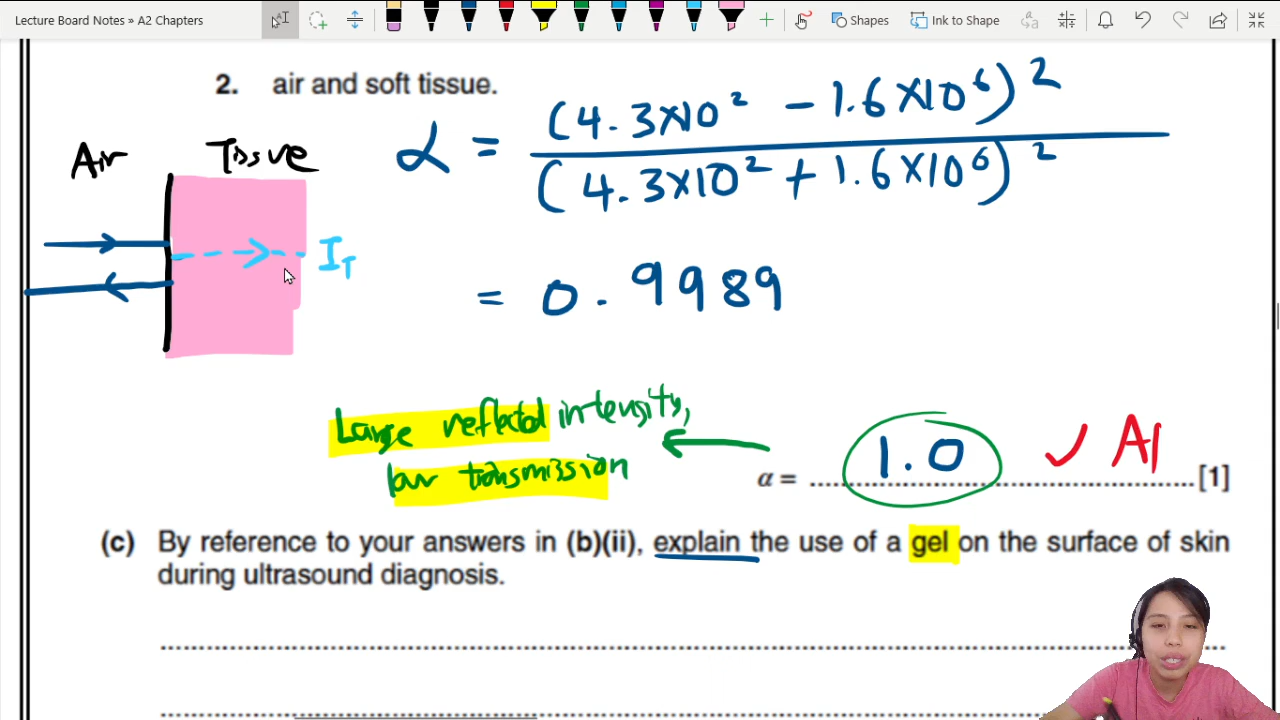 Lecture Board Notes » A2 Chapters
Shapes
Ink to Shape
2. air and soft tissue.
Air Tissue
α = (4.3×10² − 1.6×10⁶)²
(4.3×10² + 1.6×10⁶)²
I_T
= 0.9989
Large reflected intensity,
low transmission
α = 1.0 ✓ A1
[1]
(c) By reference to your answers in (b)(ii), explain the use of a gel on the surface of skin
during ultrasound diagnosis.